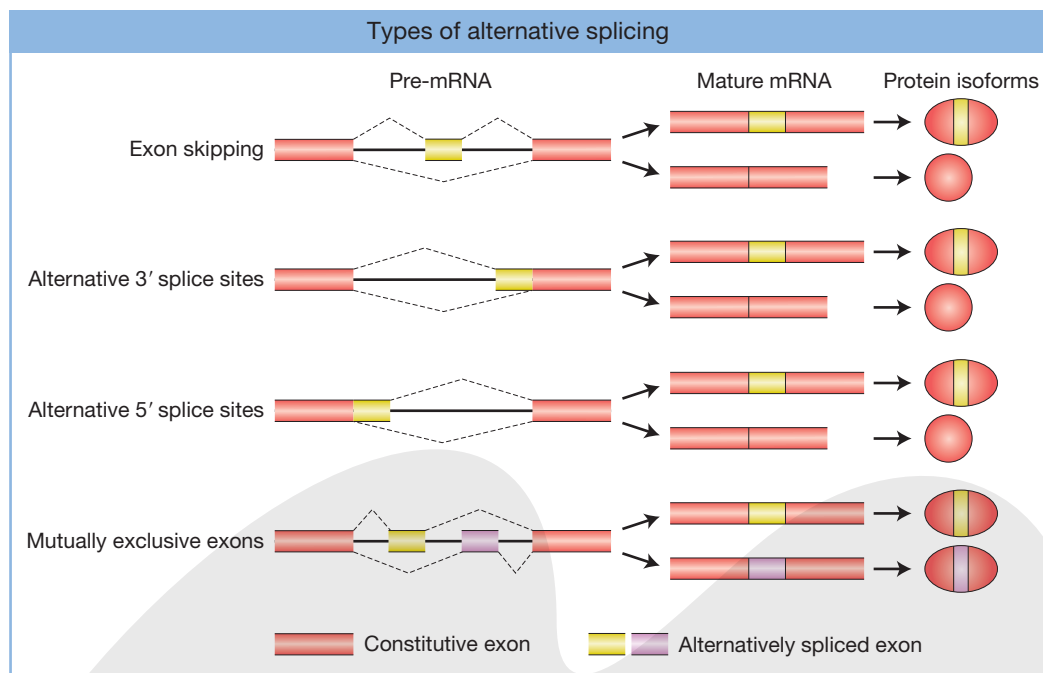 Types of alternative splicing
Pre-mRNA Mature mRNA Protein isoforms
Exon skipping
Alternative 3′ splice sites
Alternative 5′ splice sites
Mutually exclusive exons
Constitutive exon Alternatively spliced exon